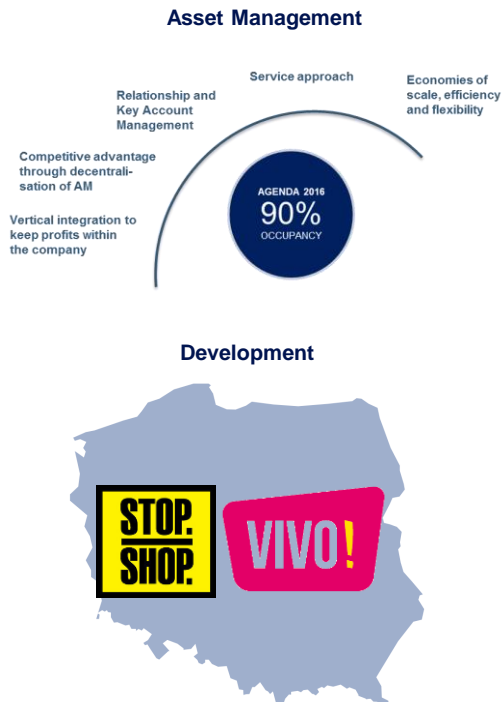 Asset Management
Service approach
Economies of
scale, efficiency
and flexibility
Relationship and
Key Account
Management
Competitive advantage
through decentrali-
sation of AM
Vertical integration to
keep profits within
the company
AGENDA 2016
90%
OCCUPANCY
Development
STOP.
SHOP.
VIVO!